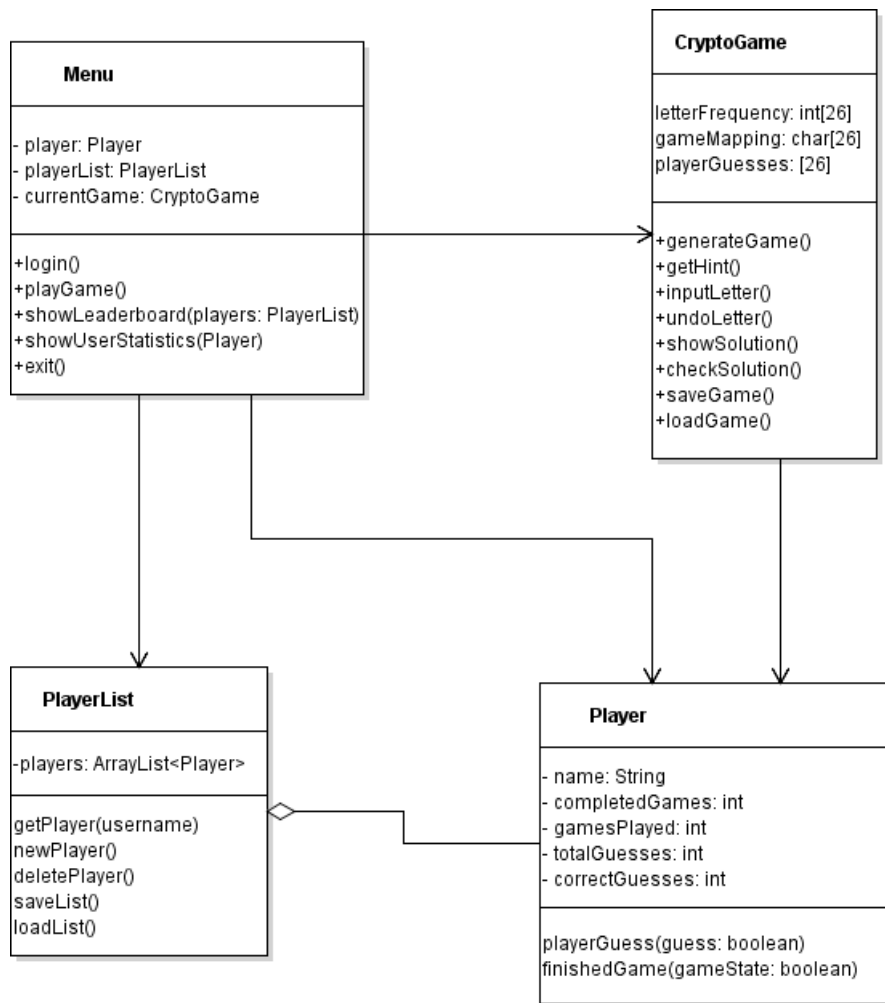 Menu
- player: Player
- playerList: PlayerList
- currentGame: CryptoGame
+login()
+playGame()
+showLeaderboard(players: PlayerList)
+showUserStatistics(Player)
+exit()
CryptoGame
letterFrequency: int[26]
gameMapping: char[26]
playerGuesses: [26]
+generateGame()
+getHint()
+inputLetter()
+undoLetter()
+showSolution()
+checkSolution()
+saveGame()
+loadGame()
PlayerList
-players: ArrayList<Player>
getPlayer(username)
newPlayer()
deletePlayer()
saveList()
loadList()
Player
- name: String
- completedGames: int
- gamesPlayed: int
- totalGuesses: int
- correctGuesses: int
playerGuess(guess: boolean)
finishedGame(gameState: boolean)